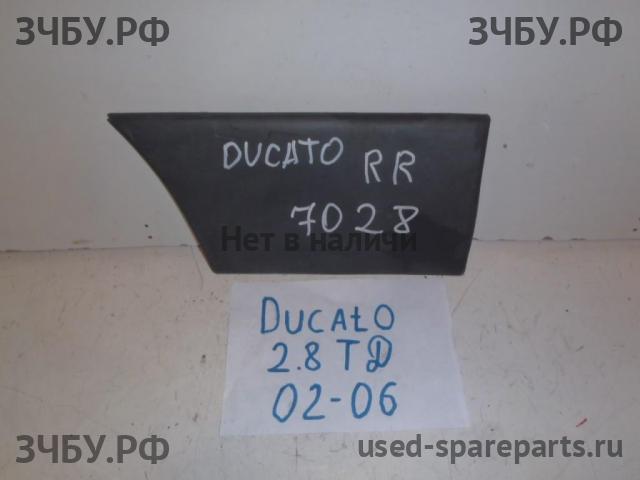 ЗЧБУ.РФ ЗЧБУ.РФ
DUCATO RR
7028
Нет в наличи
DUCATO
2.8 TD
02-06
ЗЧБУ.РФ used-spareparts.ru